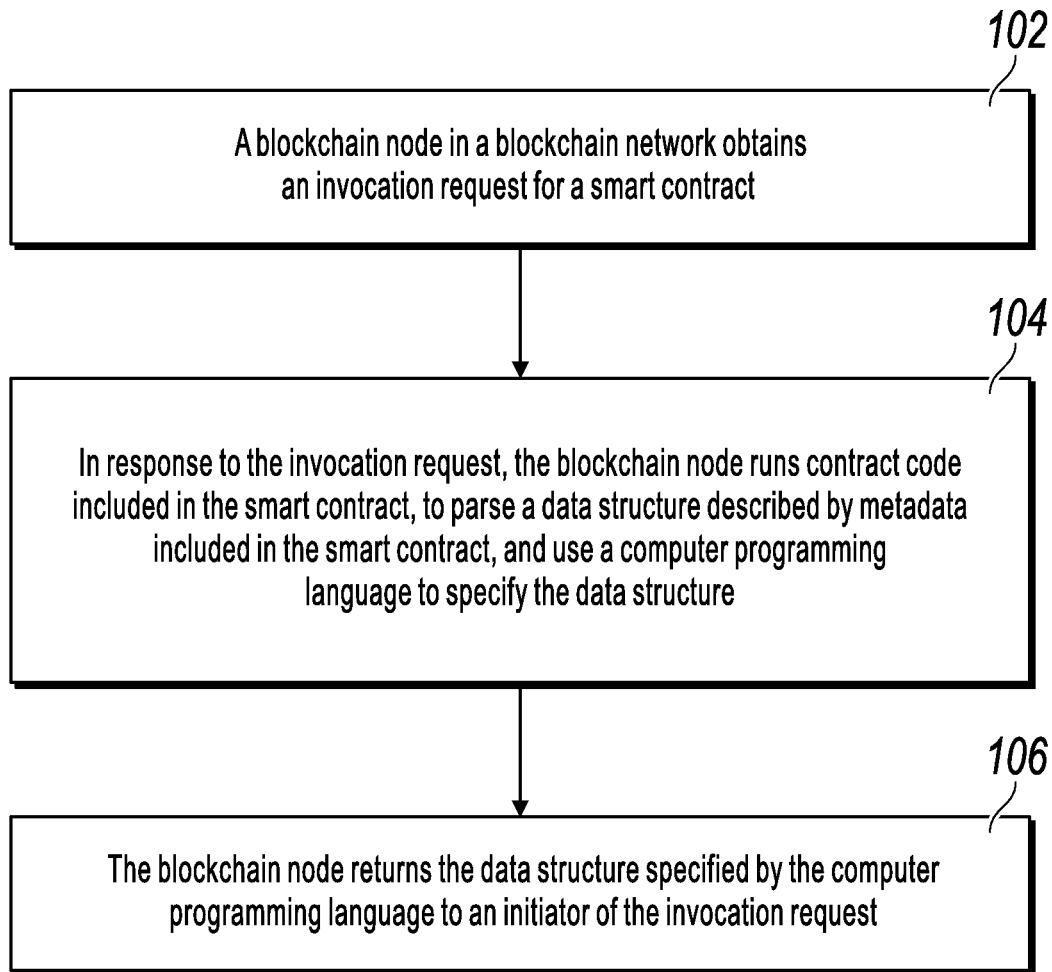 102
A blockchain node in a blockchain network obtains
an invocation request for a smart contract
104
In response to the invocation request, the blockchain node runs contract code
included in the smart contract, to parse a data structure described by metadata
included in the smart contract, and use a computer programming
language to specify the data structure
106
The blockchain node returns the data structure specified by the computer
programming language to an initiator of the invocation request